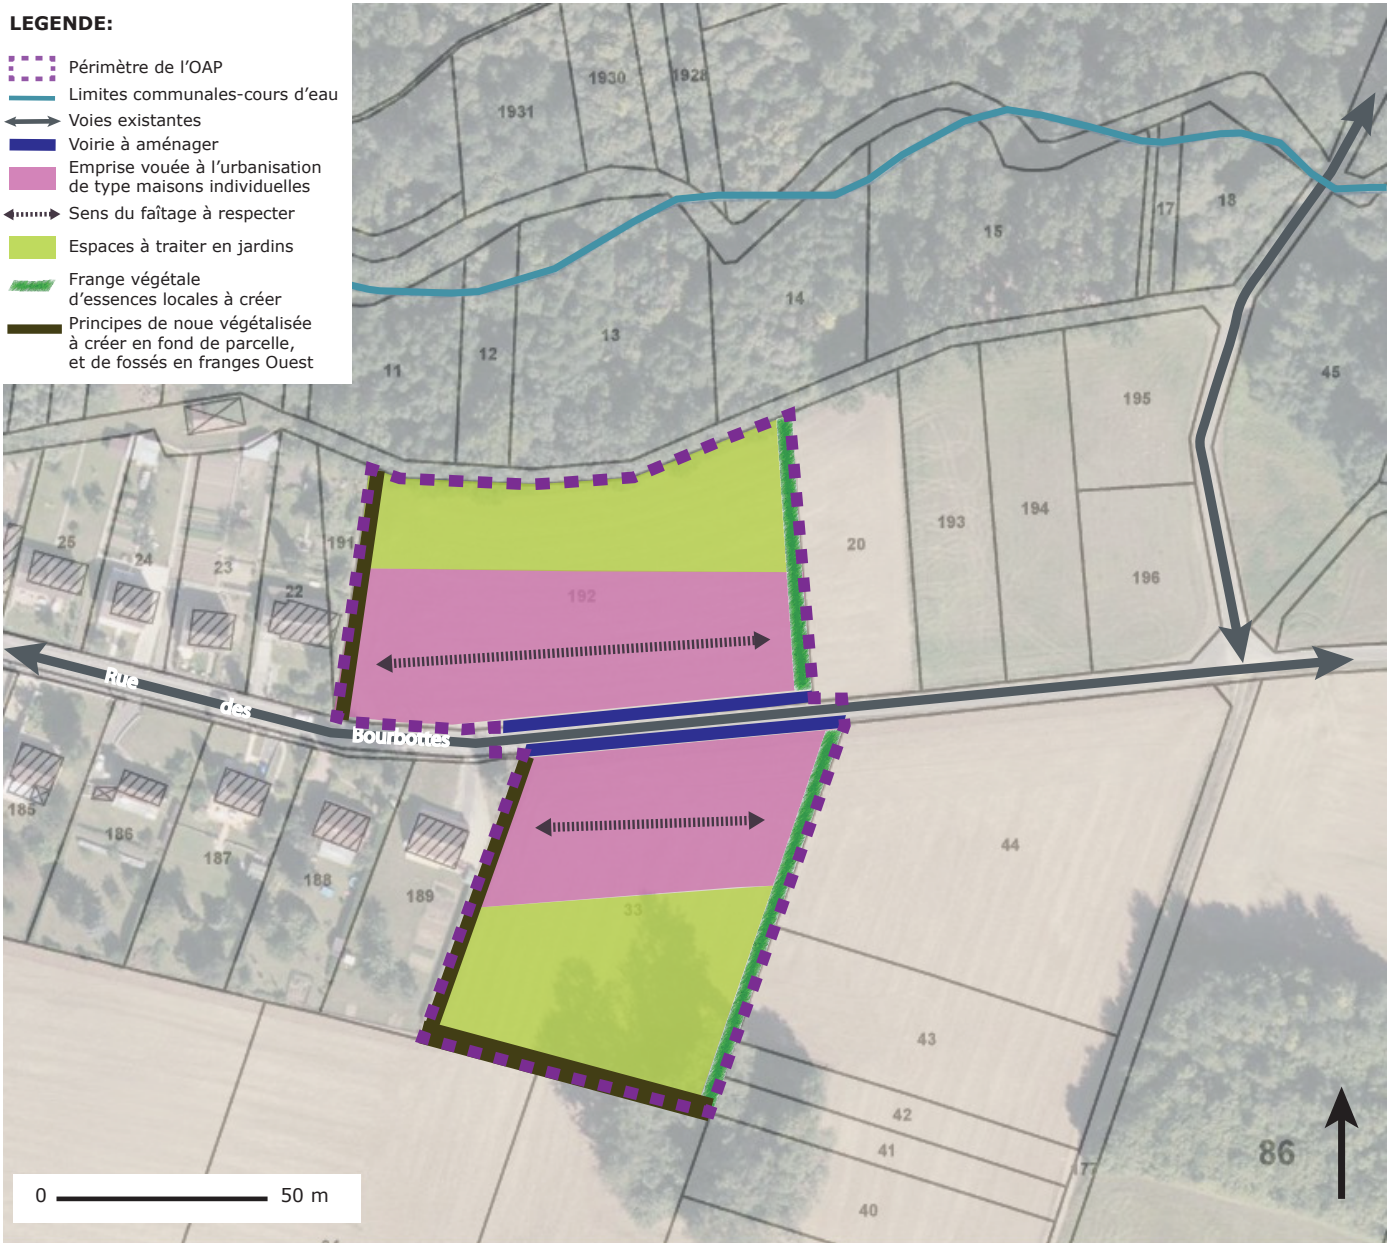 LEGENDE:
Périmètre de l'OAP
Limites communales-cours d'eau
Voies existantes
Voirie à aménager
Emprise vouée à l'urbanisation
de type maisons individuelles
Sens du faîtage à respecter
Espaces à traiter en jardins
Frange végétale
d'essences locales à créer
Principes de noue végétalisée
à créer en fond de parcelle,
et de fossés en franges Ouest
1930
1928
1931
17
18
15
14
13
12
11
45
195
194
193
20
196
25
24
23
22
191
192
Rue des Bourbottes
185
186
187
188
189
33
44
43
42
41
40
77
86
0 50 m